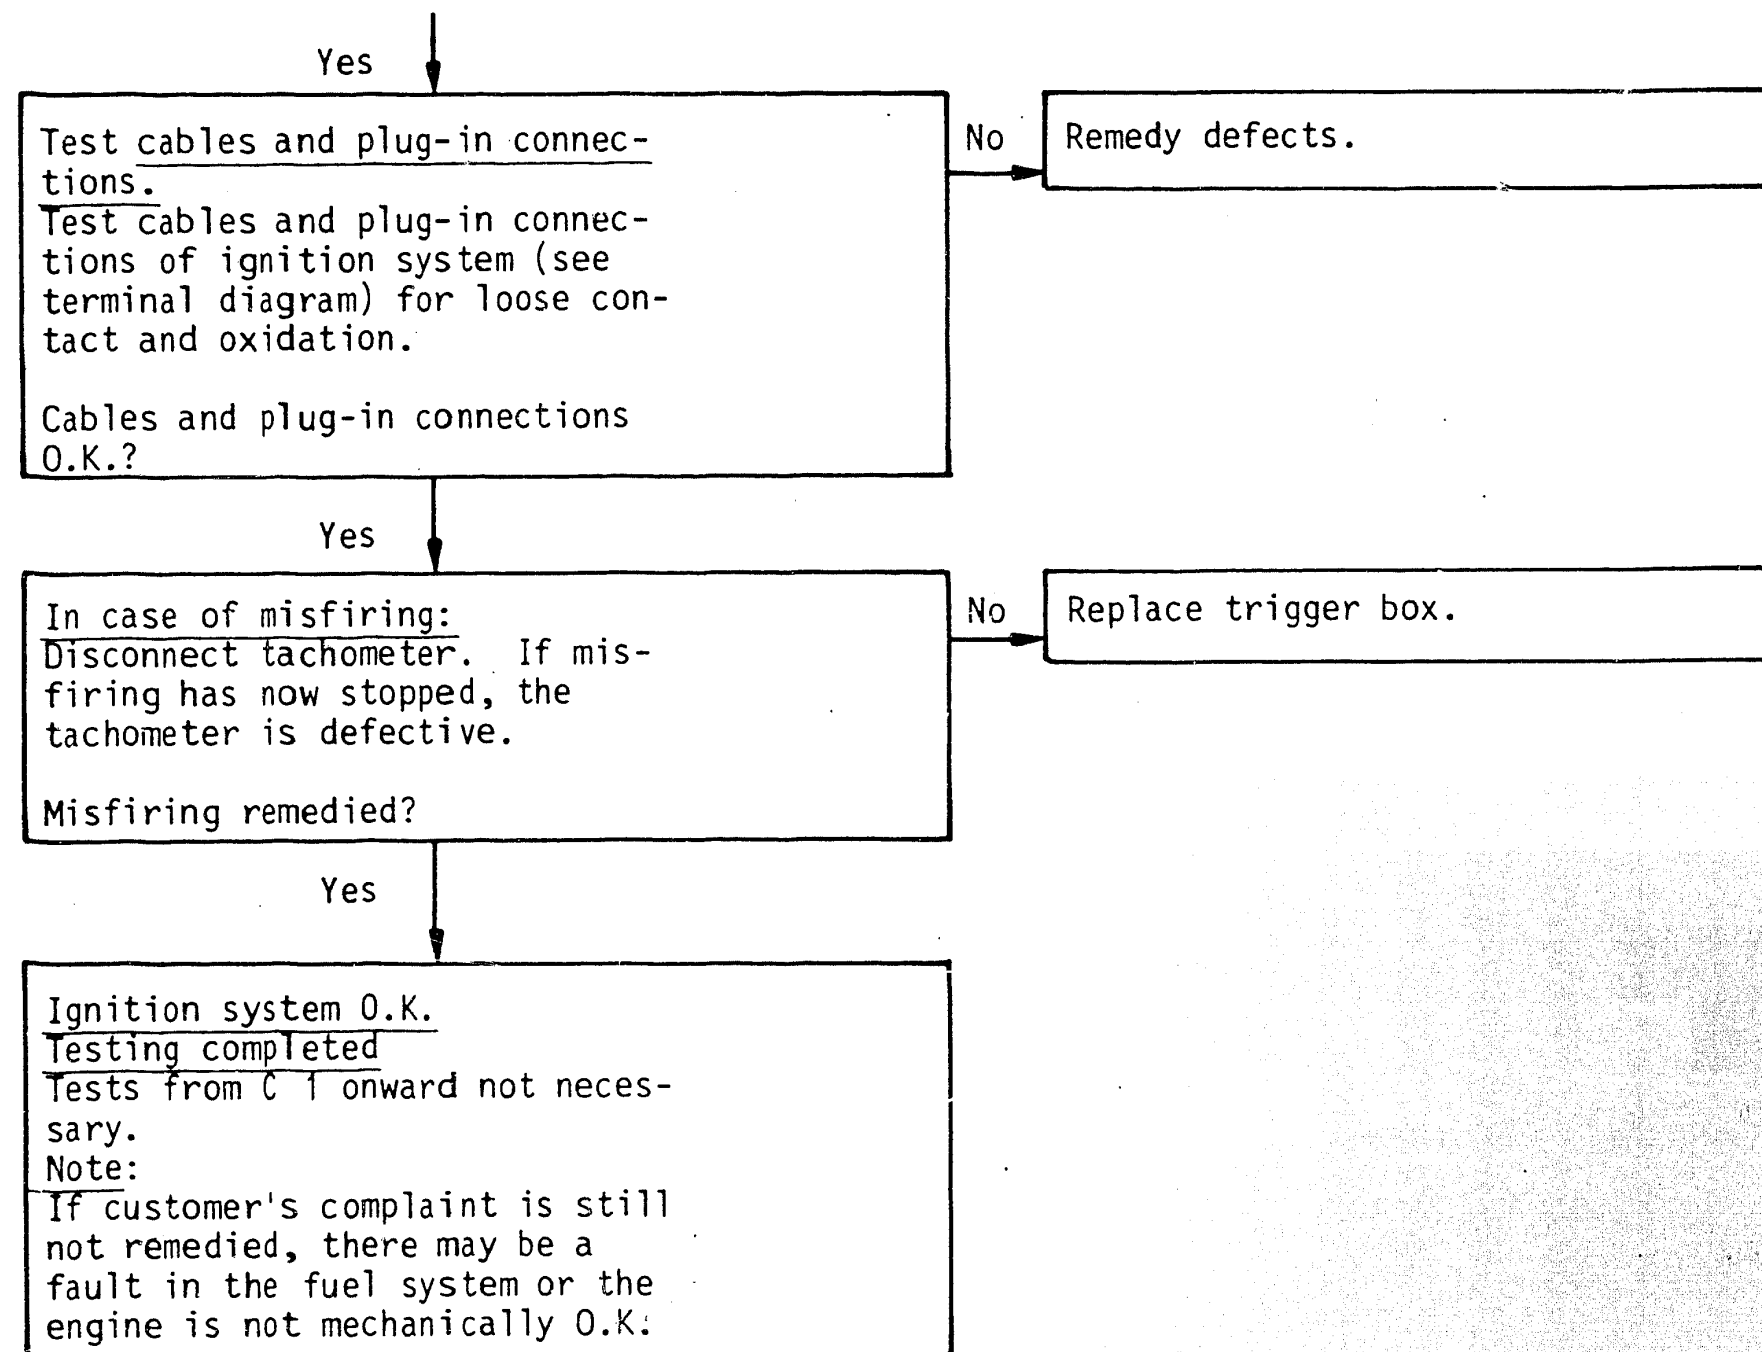 Yes
Test cables and plug-in connec-
tions.
Test cables and plug-in connec-
tions of ignition system (see
terminal diagram) for loose con-
tact and oxidation.
Cables and plug-in connections
O.K.?
No
Remedy defects.
Yes
In case of misfiring:
Disconnect tachometer. If mis-
firing has now stopped, the
tachometer is defective.
Misfiring remedied?
No
Replace trigger box.
Yes
Ignition system O.K.
Testing completed
Tests from C 1 onward not neces-
sary.
Note:
If customer's complaint is still
not remedied, there may be a
fault in the fuel system or the
engine is not mechanically O.K.